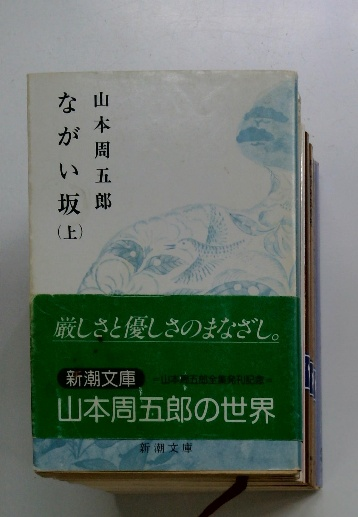 山本周五郎
ながい坂(上)
厳しさと優しさのまなざし。
新潮文庫
―山本周五郎全集発刊記念―
山本周五郎の世界
新潮文庫